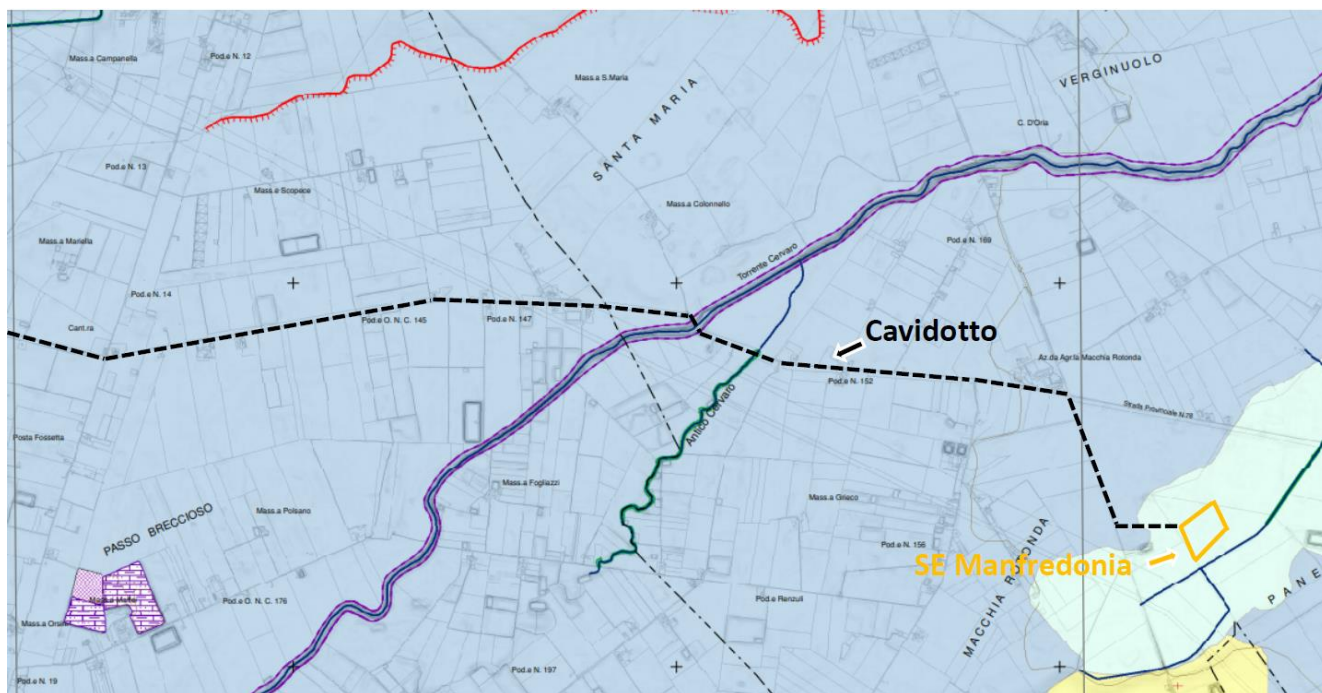 Mass.a Campanella
Pod.e N. 12
VERGINUOLO
Mass.a S.Maria
SANTA MARIA
C. D'Oria
Pod.e N. 13
Mass.a Scopece
Mass.a Colonnello
Mass.a Mariella
Torrente Cervaro
Pod.e N. 169
Pod.e N. 14
Cant.ra
Pod.e O. N. C. 145
Pod.e N. 147
Cavidotto
Az.da Agr.la Macchia Rotonda
Pod.e N. 152
Antico Cervaro
Strada Provinciale N.70
Posta Fossetta
Mass.a Fogliazzi
Mass.a Grieco
Mass.a Polsano
PASSO BRECCIOSO
Pod.e N. 156
MACCHIA ROTONDA
SE Manfredonia
Pod.e O. N. C. 176
Pod.e Renzuli
PANE
Pod.e N. 197
Pod.e N. 19